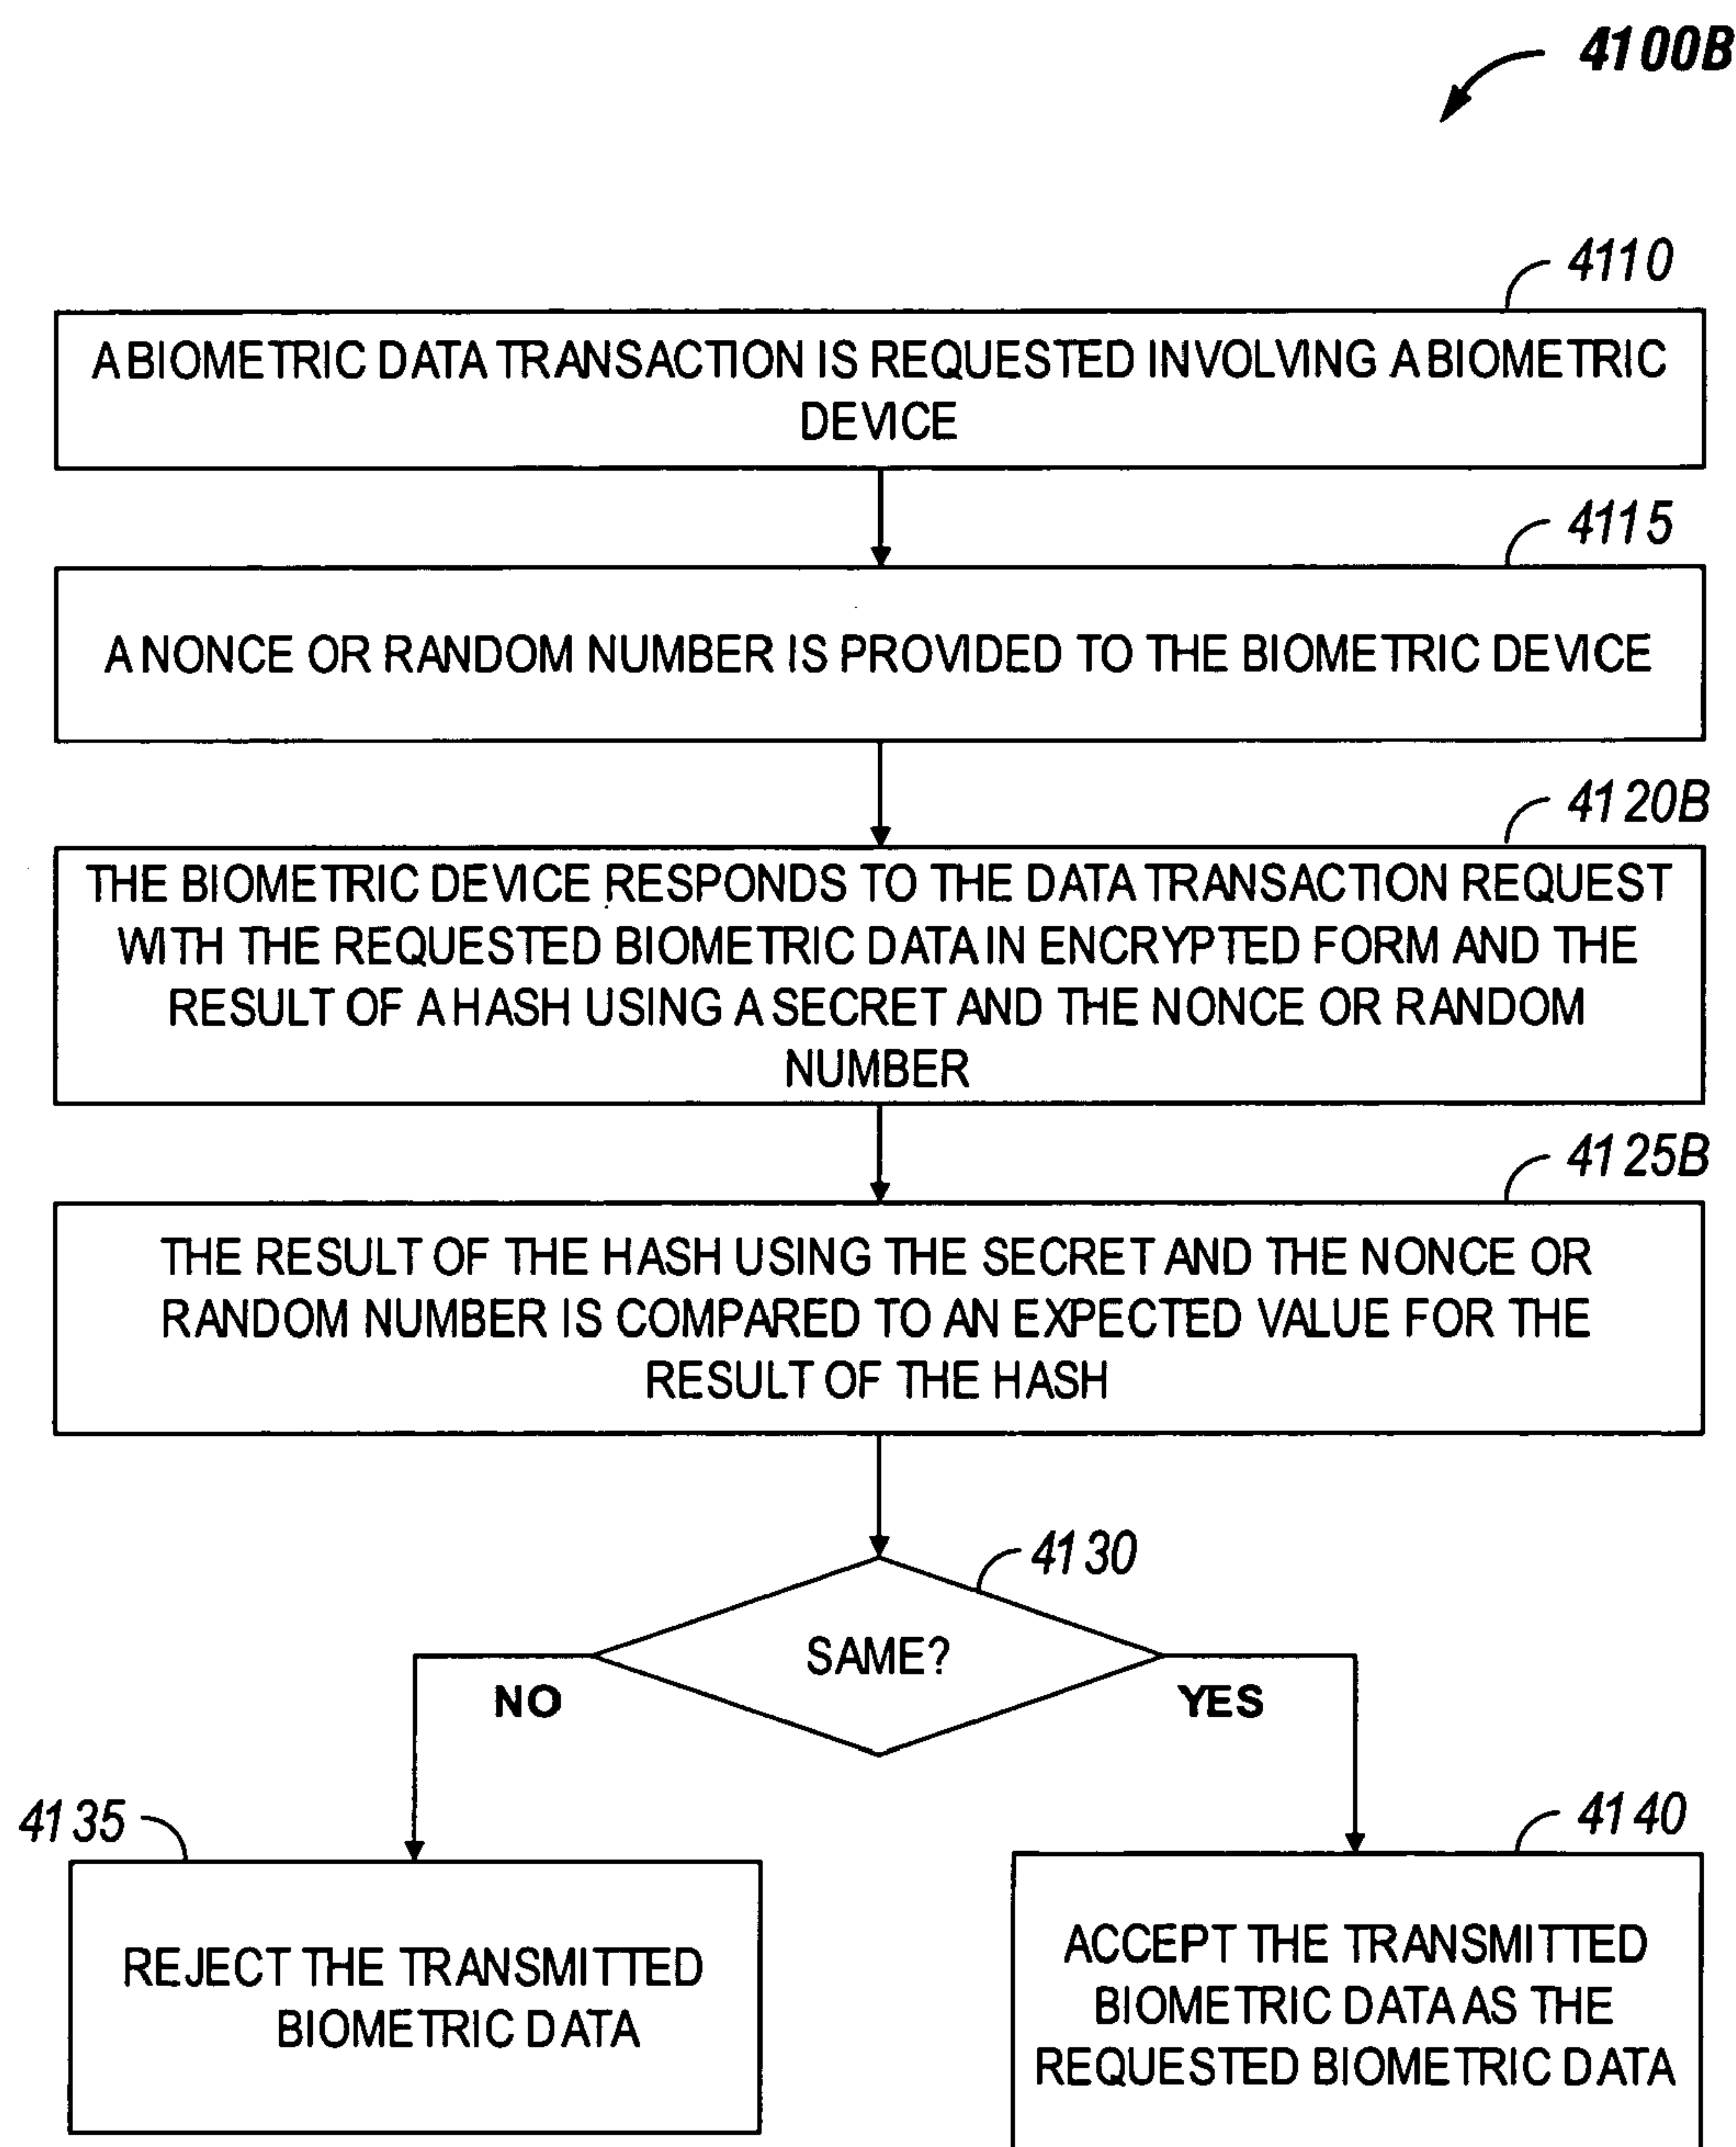 4100B
4110
A BIOMETRIC DATA TRANSACTION IS REQUESTED INVOLVING A BIOMETRIC
DEVICE
4115
A NONCE OR RANDOM NUMBER IS PROVIDED TO THE BIOMETRIC DEVICE
4120B
THE BIOMETRIC DEVICE RESPONDS TO THE DATA TRANSACTION REQUEST
WITH THE REQUESTED BIOMETRIC DATA IN ENCRYPTED FORM AND THE
RESULT OF A HASH USING A SECRET AND THE NONCE OR RANDOM
NUMBER
4125B
THE RESULT OF THE HASH USING THE SECRET AND THE NONCE OR
RANDOM NUMBER IS COMPARED TO AN EXPECTED VALUE FOR THE
RESULT OF THE HASH
4130
SAME?
NO
YES
4135
REJECT THE TRANSMITTED
BIOMETRIC DATA
4140
ACCEPT THE TRANSMITTED
BIOMETRIC DATA AS THE
REQUESTED BIOMETRIC DATA